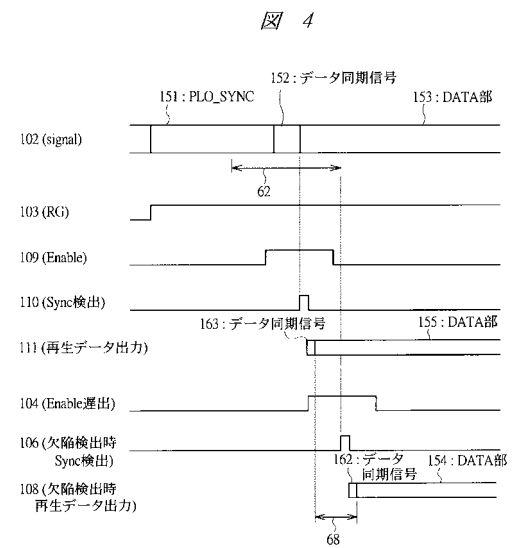 図 4
152 : データ同期信号
151 : PLO_SYNC
153 : DATA部
102 (signal)
62
103 (RG)
109 (Enable)
110 (Sync検出)
163 : データ同期信号
155 : DATA部
111 (再生データ出力)
104 (Enable遅出)
106 (欠陥検出時
Sync検出)
162 : データ
同期信号
154 : DATA部
108 (欠陥検出時
再生データ出力)
68